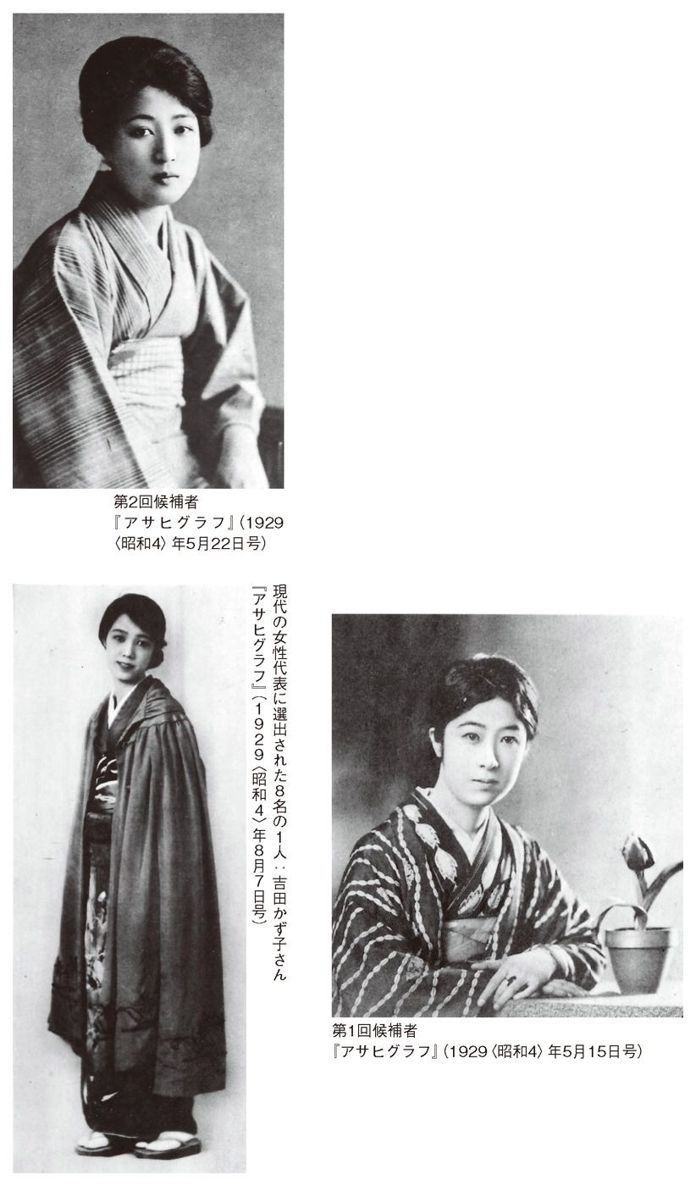 第2回候補者
『アサヒグラフ』（1929
〈昭和4〉年5月22日号）
現代の女性代表に選出された8名の1人：吉田かず子さん
『アサヒグラフ』（1929〈昭和4〉年8月7日号）
第1回候補者
『アサヒグラフ』（1929〈昭和4〉年5月15日号）